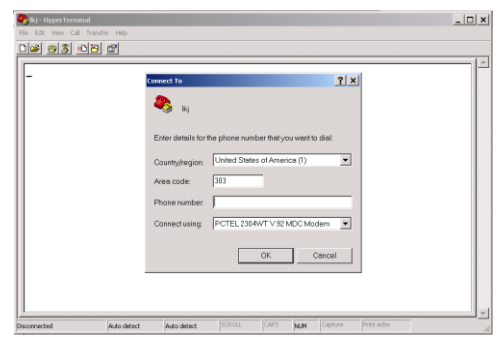 lkj - HyperTerminal
File Edit View Call Transfer Help
Connect To
lkj
Enter details for the phone number that you want to dial:
Country/region: United States of America (1)
Area code: 303
Phone number:
Connect using: PCTEL 2304WT V.92 MDC Modem
OK Cancel
Disconnected Auto detect Auto detect SCROLL CAPS NUM Capture Print echo